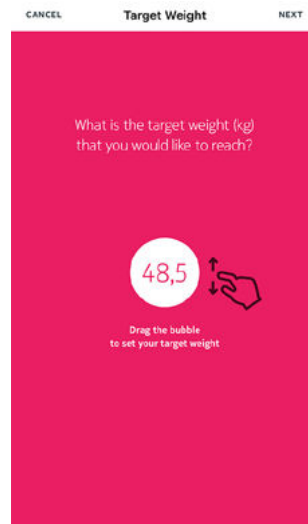 CANCEL Target Weight NEXT
What is the target weight (kg)
that you would like to reach?
48,5
Drag the bubble
to set your target weight